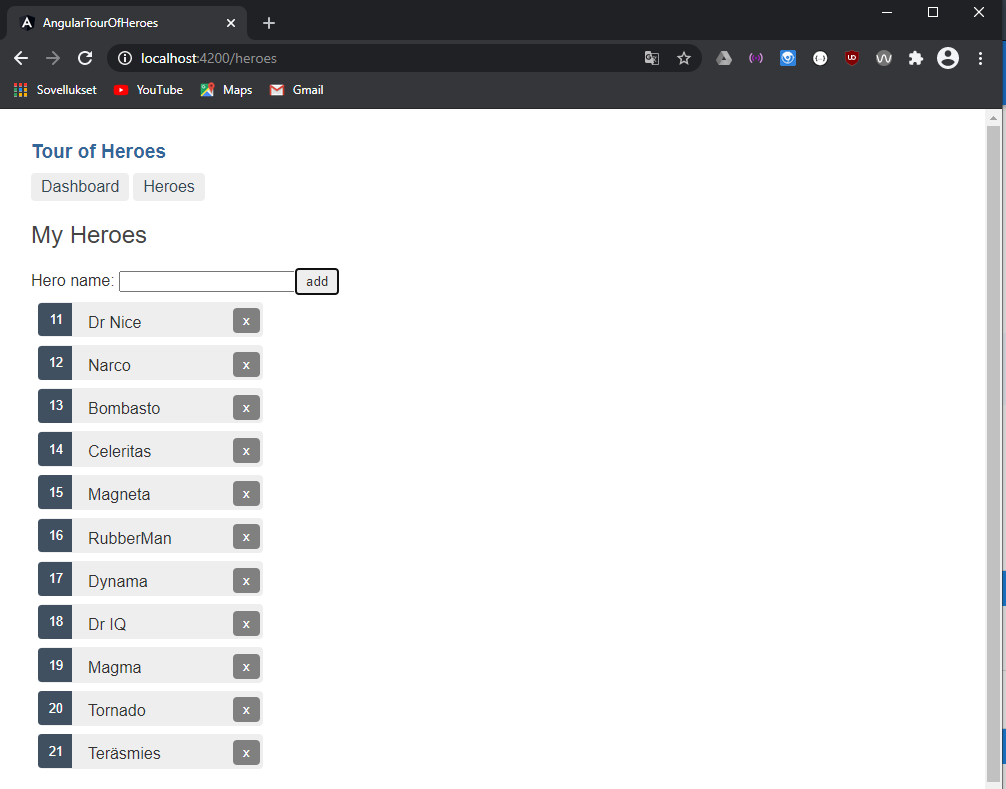 AngularTourOfHeroes
localhost:4200/heroes
Sovellukset YouTube Maps Gmail
Tour of Heroes
Dashboard Heroes
My Heroes
Hero name: add
11 Dr Nice x
12 Narco x
13 Bombasto x
14 Celeritas x
15 Magneta x
16 RubberMan x
17 Dynama x
18 Dr IQ x
19 Magma x
20 Tornado x
21 Teräsmies x